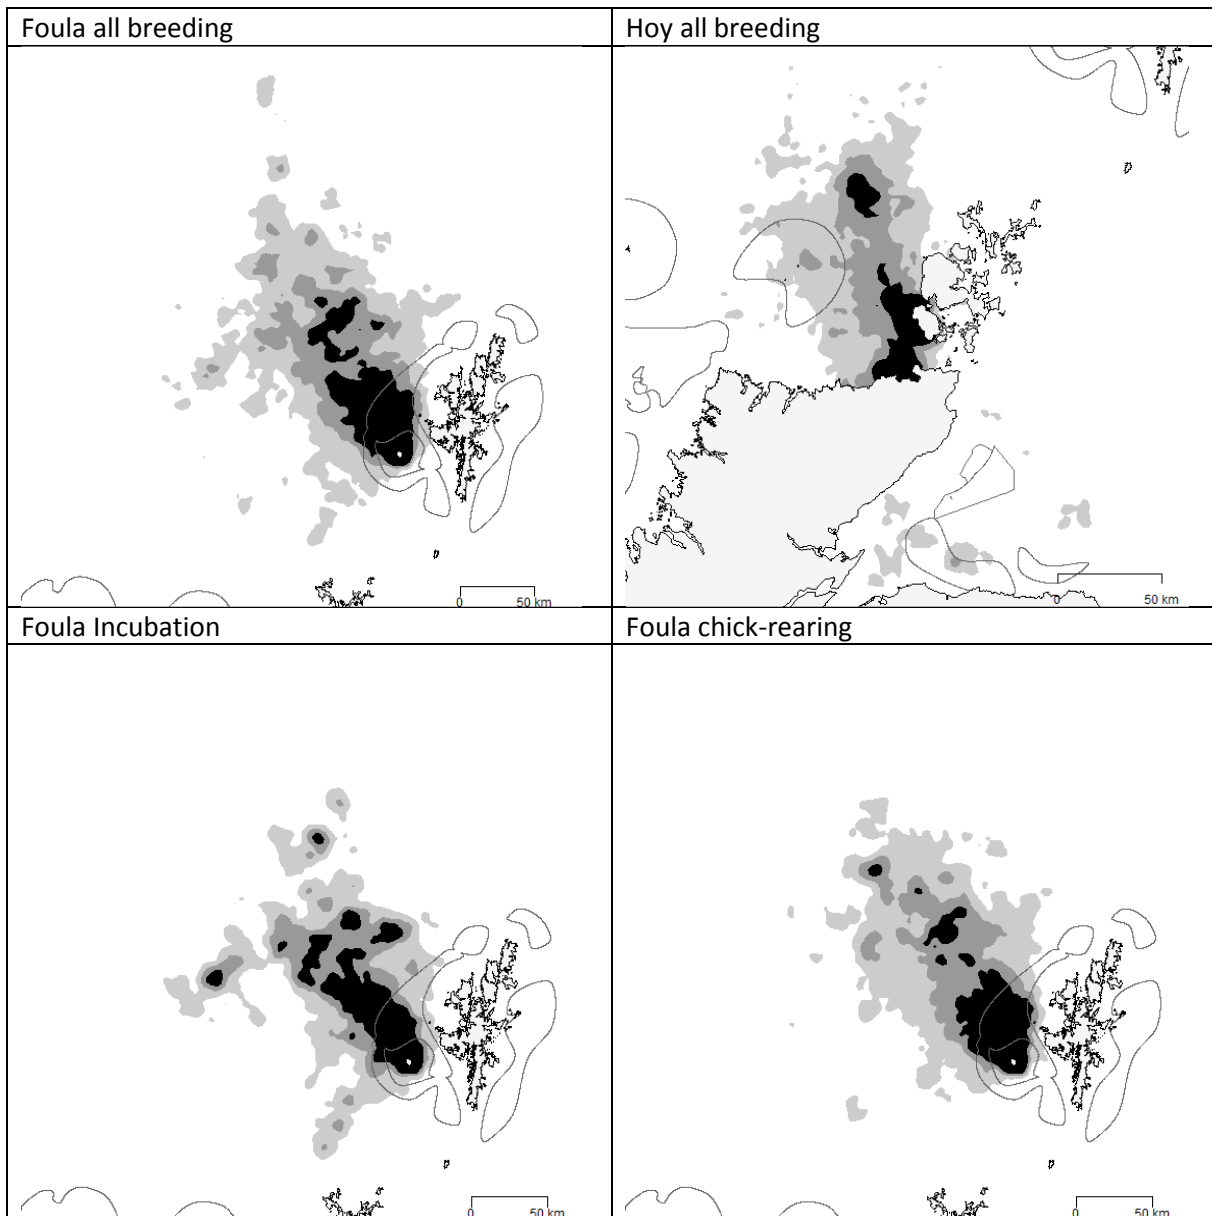 Foula all breeding
Hoy all breeding
0 50 km
0 50 km
Foula Incubation
Foula chick-rearing
0 50 km
0 50 km